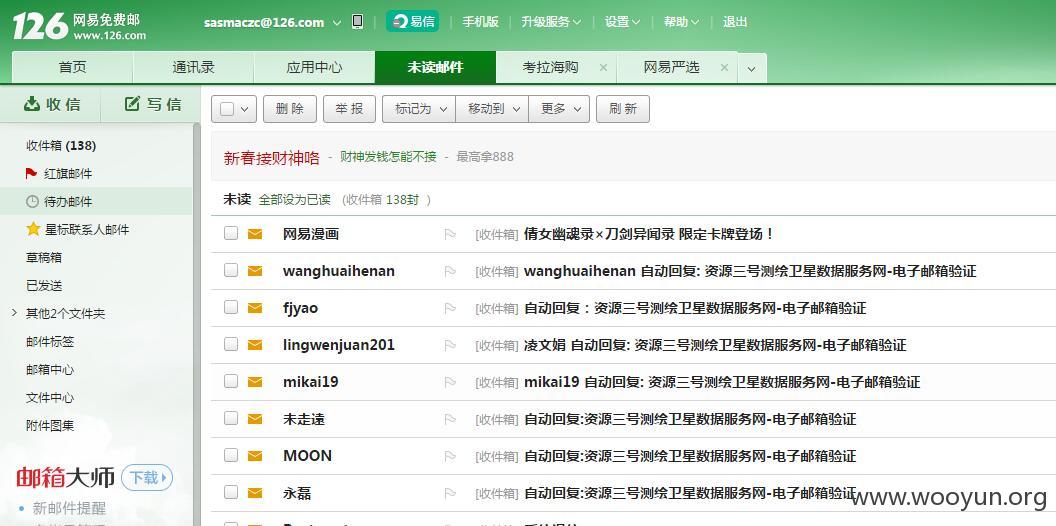 126 网易免费邮 www.126.com sasmaczc@126.com 易信 手机版 升级服务 设置 帮助 退出
首页 通讯录 应用中心 未读邮件 考拉海购 × 网易严选 ×
收信 写信
删除 举报 标记为 移动到 更多 刷新
收件箱 (138)
红旗邮件
待办邮件
星标联系人邮件
草稿箱
已发送
其他2个文件夹
邮件标签
邮箱中心
文件中心
附件图集
邮箱大师 下载
新邮件提醒
新春接财神咯 - 财神发钱怎能不接 - 最高拿888
未读 全部设为已读 (收件箱 138封 )
网易漫画 [收件箱] 倩女幽魂录×刀剑异闻录 限定卡牌登场！
wanghuaihenan [收件箱] wanghuaihenan 自动回复: 资源三号测绘卫星数据服务网-电子邮箱验证
fjyao [收件箱] 自动回复：资源三号测绘卫星数据服务网-电子邮箱验证
lingwenjuan201 [收件箱] 凌文娟 自动回复: 资源三号测绘卫星数据服务网-电子邮箱验证
mikai19 [收件箱] mikai19 自动回复: 资源三号测绘卫星数据服务网-电子邮箱验证
未走遠 [收件箱] 自动回复:资源三号测绘卫星数据服务网-电子邮箱验证
MOON [收件箱] 自动回复:资源三号测绘卫星数据服务网-电子邮箱验证
永磊 [收件箱] 自动回复:资源三号测绘卫星数据服务网-电子邮箱验证
www.wooyun.org